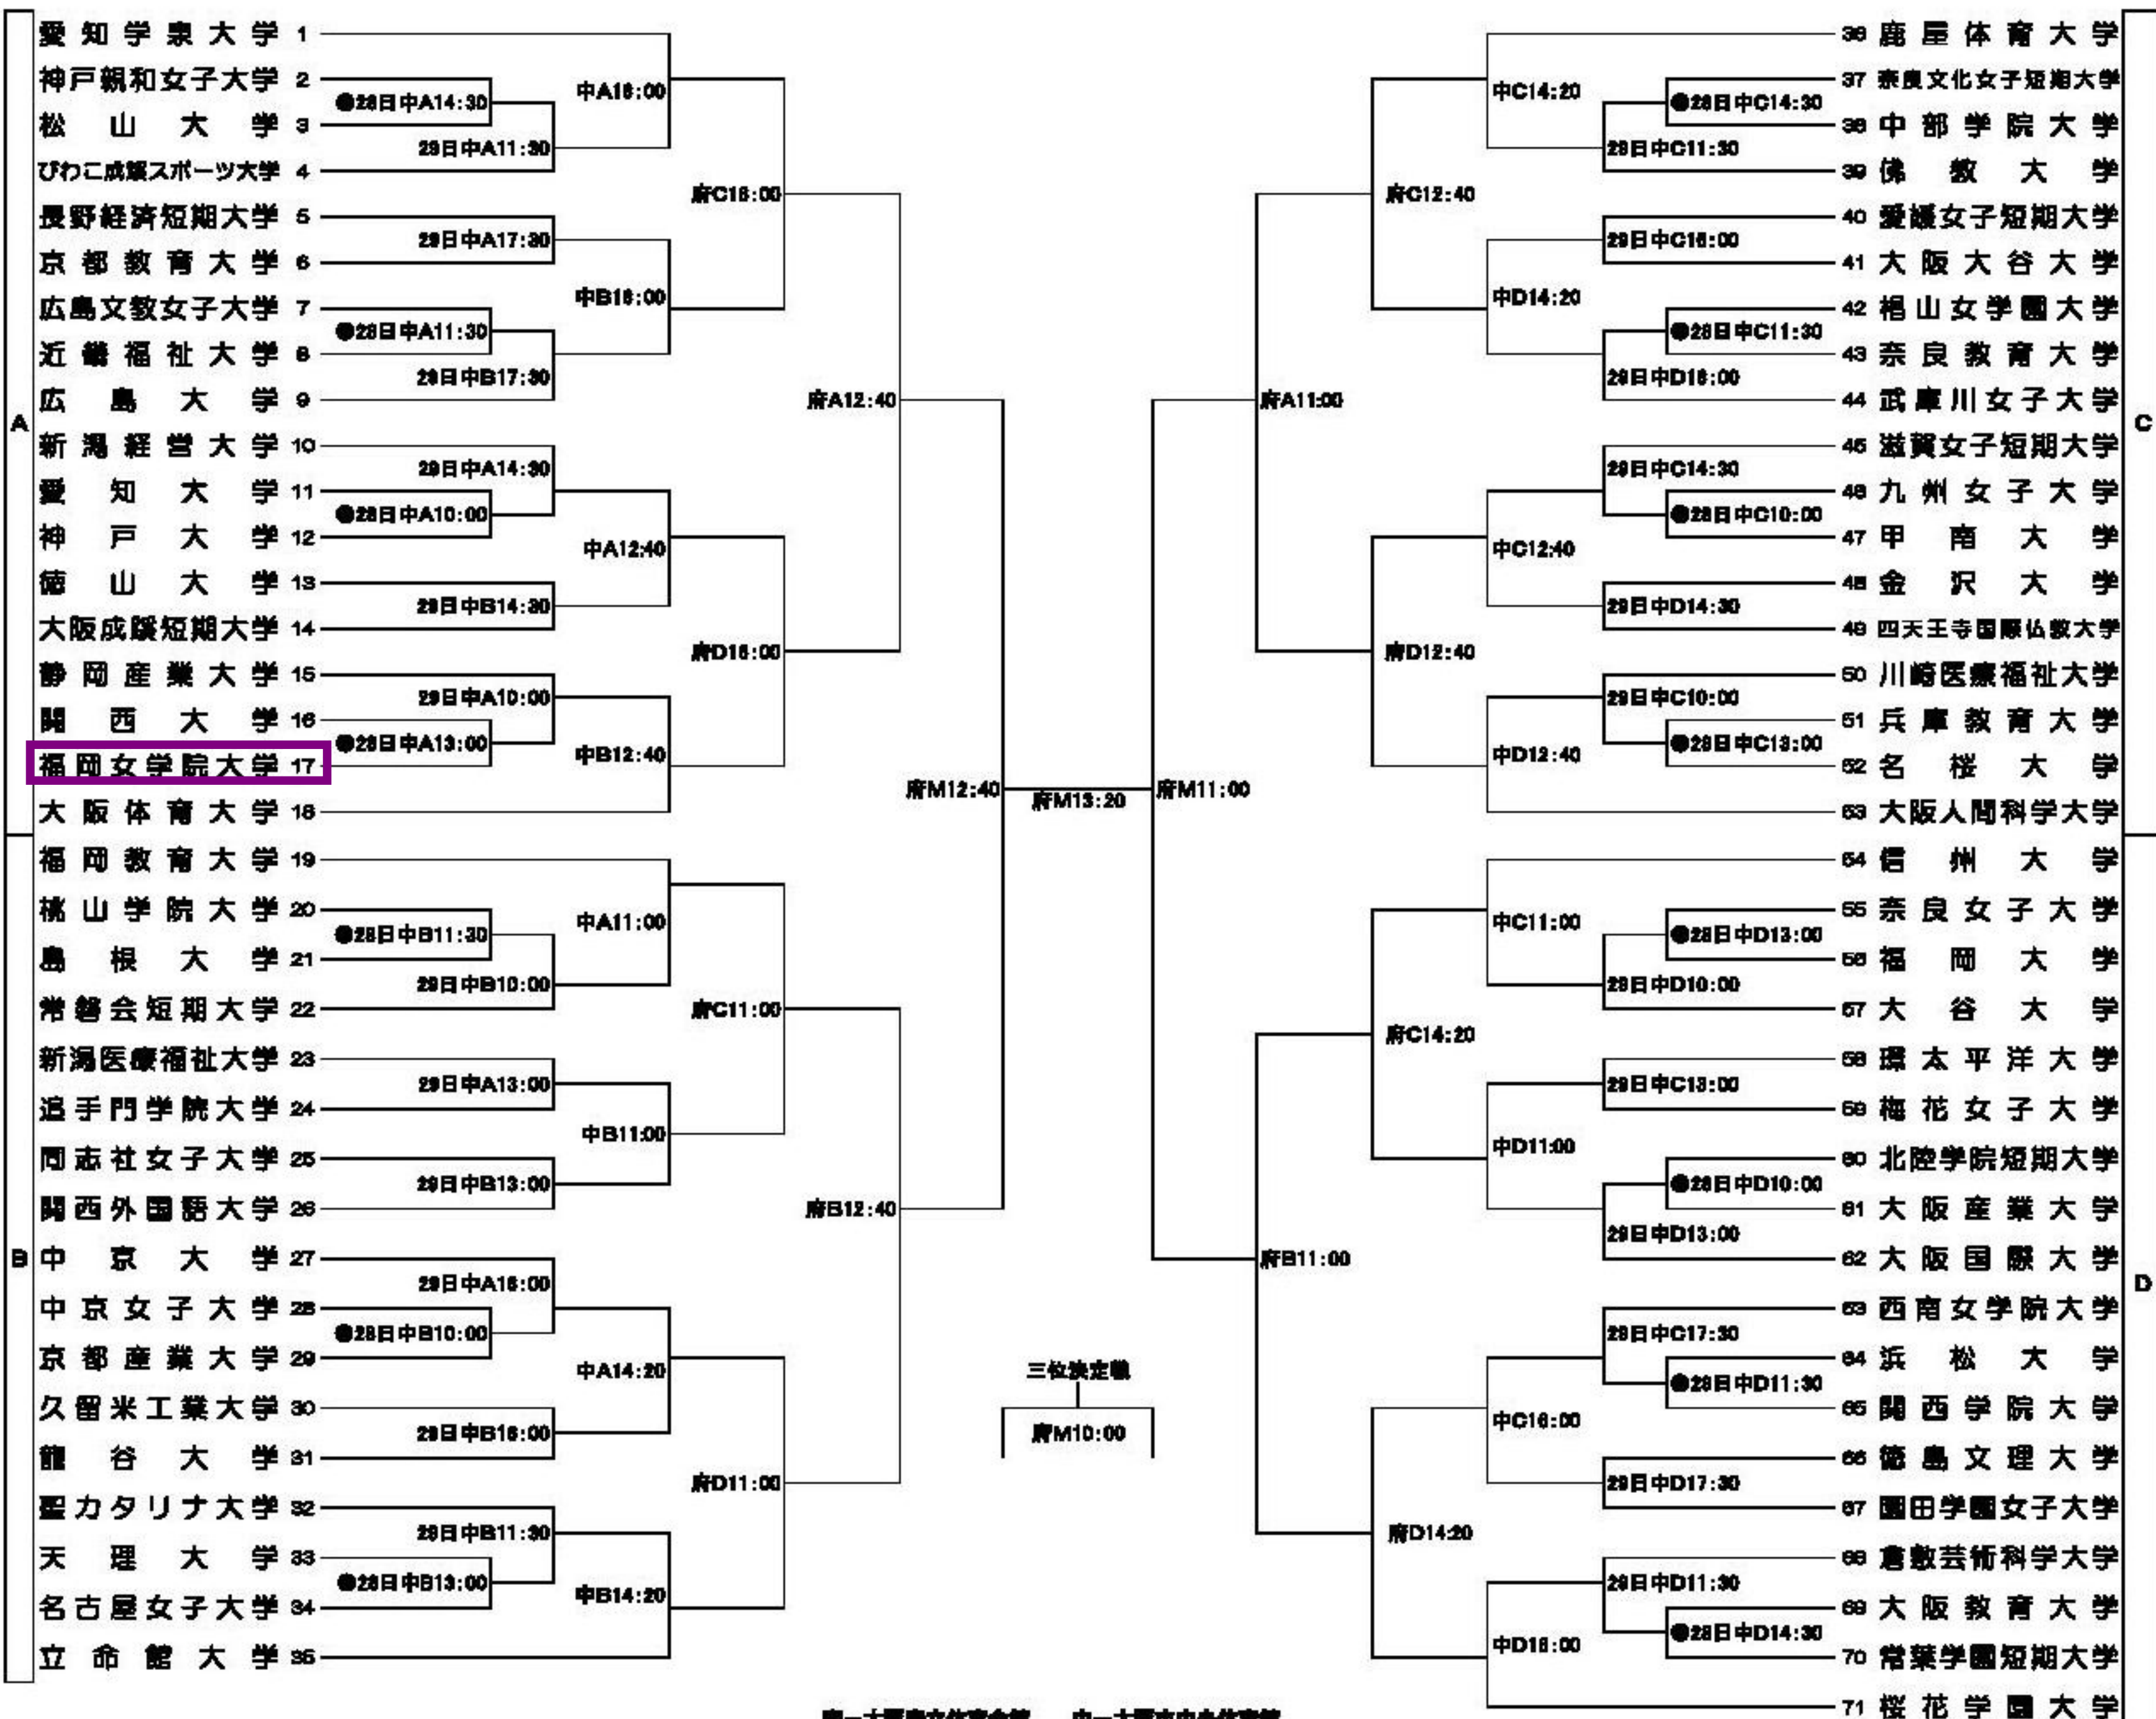 A
愛知学泉大学 1
神戸親和女子大学 2
●28日中A14:30
松山大学 3
29日中A11:30
びわこ成蹊スポーツ大学 4
中A16:00
長野経済短期大学 5
29日中A17:30
京都教育大学 6
広島文教女子大学 7
●28日中A11:30
近畿福祉大学 8
29日中B17:30
広島大学 9
中B16:00
府C16:00
新潟経営大学 10
29日中A14:30
愛知大学 11
●28日中A10:00
神戸大学 12
中A12:40
徳山大学 13
29日中B14:30
大阪成蹊短期大学 14
静岡産業大学 15
29日中A10:00
関西大学 16
●28日中A13:00
福岡女学院大学 17
中B12:40
大阪体育大学 18
府D16:00
府A12:40
B
福岡教育大学 19
桃山学院大学 20
●28日中B11:30
島根大学 21
29日中B10:00
常磐会短期大学 22
中A11:00
新潟医療福祉大学 23
29日中A13:00
追手門学院大学 24
同志社女子大学 25
29日中B13:00
関西外国語大学 26
中B11:00
府C11:00
中京大学 27
29日中A16:00
中京女子大学 28
●28日中B10:00
京都産業大学 29
中A14:20
久留米工業大学 30
29日中B16:00
龍谷大学 31
聖カタリナ大学 32
29日中B11:30
天理大学 33
●28日中B13:00
名古屋女子大学 34
中B14:20
立命館大学 35
府D11:00
府B12:40
府M12:40
府M13:20
府M11:00
三位決定戦
府M10:00
C
36 鹿屋体育大学
37 奈良文化女子短期大学
●28日中C14:30
38 中部学院大学
29日中C11:30
39 佛教大学
中C14:20
40 愛媛女子短期大学
29日中C16:00
41 大阪大谷大学
42 椙山女学園大学
●28日中C11:30
43 奈良教育大学
29日中D16:00
44 武庫川女子大学
中D14:20
府C12:40
45 滋賀女子短期大学
29日中C14:30
46 九州女子大学
●28日中C10:00
47 甲南大学
中C12:40
48 金沢大学
29日中D14:30
49 四天王寺国際仏教大学
50 川崎医療福祉大学
29日中C10:00
51 兵庫教育大学
●28日中C13:00
52 名桜大学
中D12:40
53 大阪人間科学大学
府D12:40
府A11:00
D
54 信州大学
55 奈良女子大学
●28日中D13:00
56 福岡大学
29日中D10:00
57 大谷大学
中C11:00
58 環太平洋大学
29日中C13:00
59 梅花女子大学
60 北陸学院短期大学
●28日中D10:00
61 大阪産業大学
29日中D13:00
62 大阪国際大学
中D11:00
府C14:20
63 西南女学院大学
29日中C17:30
64 浜松大学
●28日中D11:30
65 関西学院大学
中C16:00
66 徳島文理大学
29日中D17:30
67 園田学園女子大学
68 倉敷芸術科学大学
29日中D11:30
69 大阪教育大学
●28日中D14:30
70 常葉学園短期大学
中D16:00
71 桜花学園大学
府D14:20
府B11:00